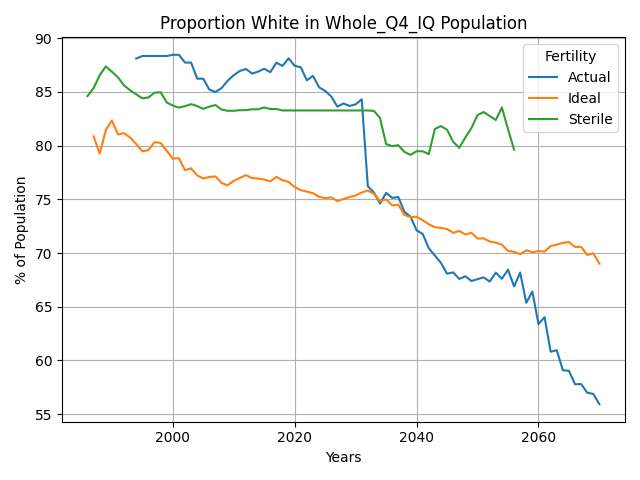 Proportion White in Whole_Q4_IQ Population
% of Population
90
85
80
75
70
65
60
55
Fertility
Actual
Ideal
Sterile
2000
2020
2040
2060
Years